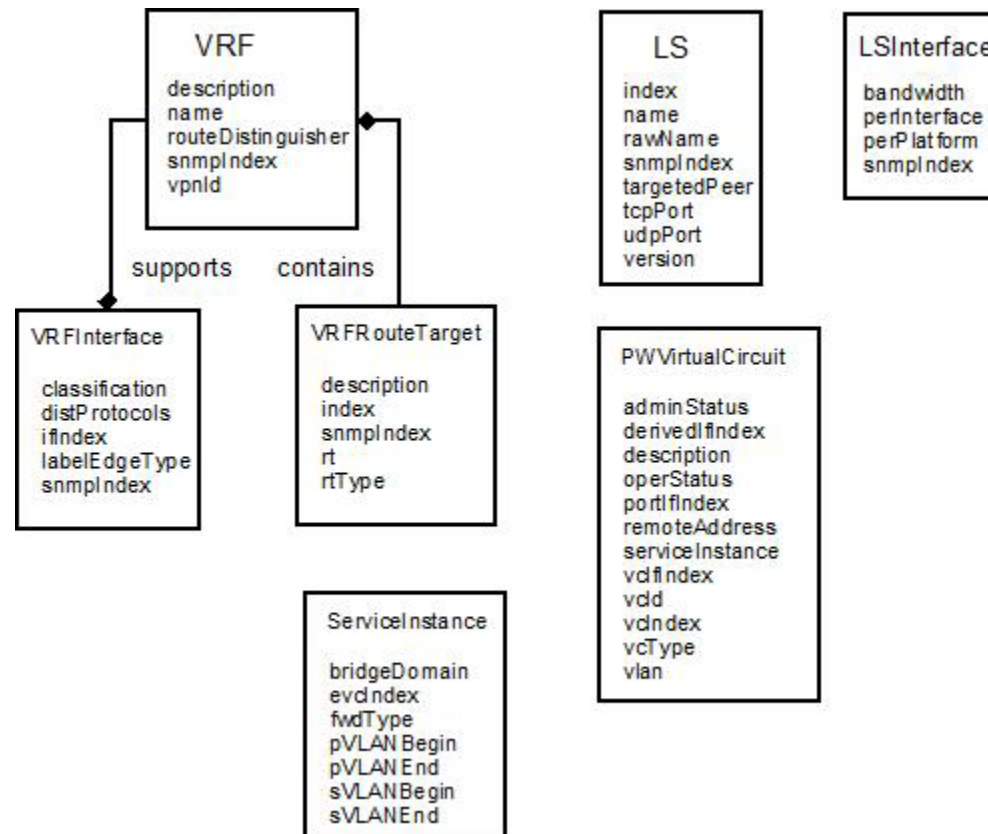 VRF
description
name
routeDistinguisher
snmpIndex
vpnId
supports
contains
VRFInterface
classification
distProtocols
ifIndex
labelEdgeType
snmpIndex
VRFRouteTarget
description
index
snmpIndex
rt
rtType
LS
index
name
rawName
snmpIndex
targetedPeer
tcpPort
udpPort
version
LSInterface
bandwidth
perInterface
perPlatform
snmpIndex
PWVirtualCircuit
adminStatus
derivedIfIndex
description
operStatus
portIfIndex
remoteAddress
serviceInstance
vcIfIndex
vcId
vcIndex
vcType
vlan
ServiceInstance
bridgeDomain
evcIndex
fwdType
pVLANBegin
pVLANEnd
sVLANBegin
sVLANEnd